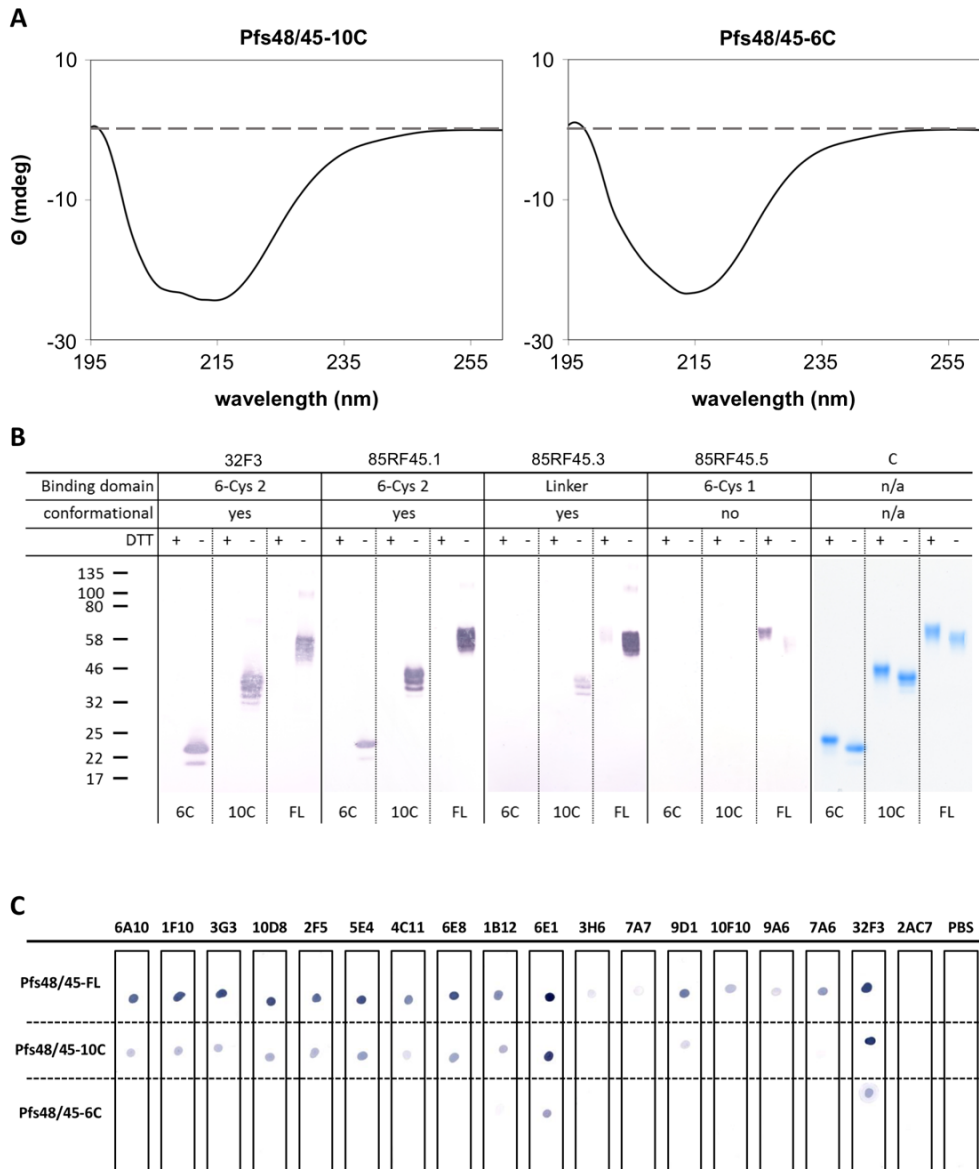 A
Pfs48/45-10C Pfs48/45-6C
10 10
-10 -10
-30 -30
Θ (mdeg)
195 215 235 255 195 215 235 255
wavelength (nm) wavelength (nm)
B
32F3 85RF45.1 85RF45.3 85RF45.5 C
Binding domain 6-Cys 2 6-Cys 2 Linker 6-Cys 1 n/a
conformational yes yes yes no n/a
DTT + - + - + - + - + - + - + - + - + - + - + - + - + - + - + -
135
100
80
58
46
32
25
22
17
6C 10C FL 6C 10C FL 6C 10C FL 6C 10C FL 6C 10C FL
C
6A10 1F10 3G3 10D8 2F5 5E4 4C11 6E8 1B12 6E1 3H6 7A7 9D1 10F10 9A6 7A6 32F3 2AC7 PBS
Pfs48/45-FL
Pfs48/45-10C
Pfs48/45-6C